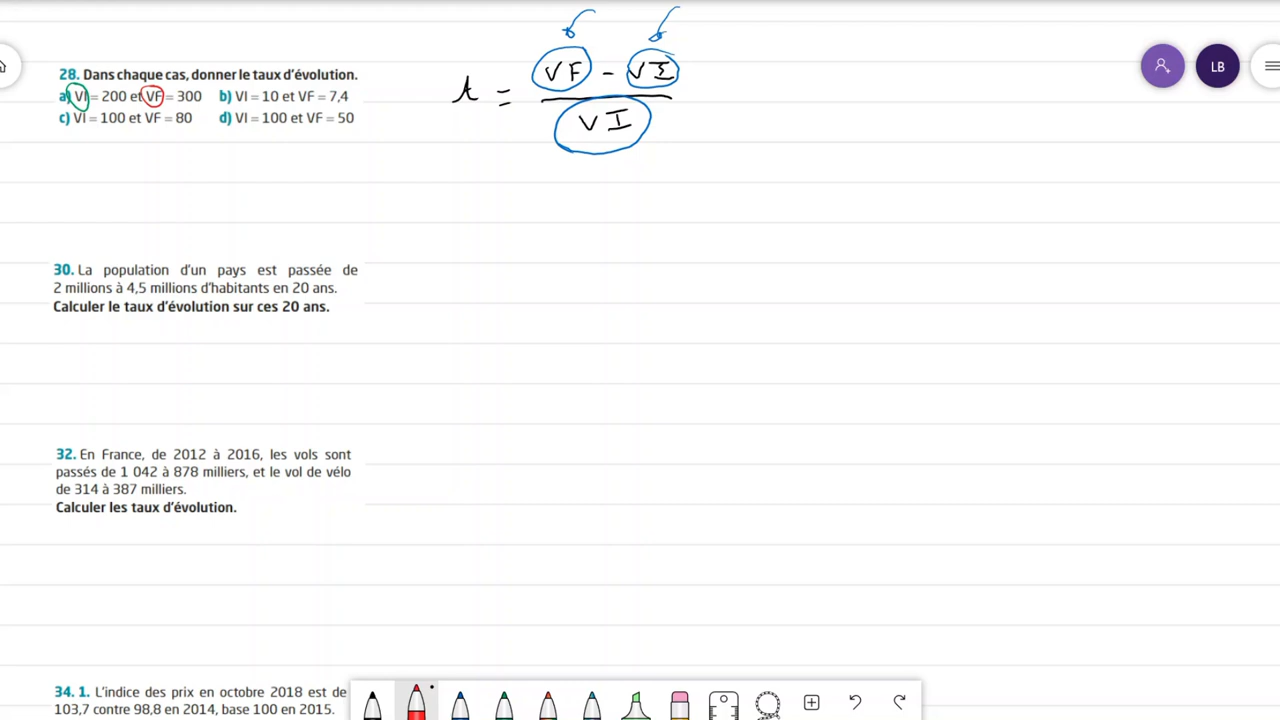 28. Dans chaque cas, donner le taux d'évolution.
a) VI = 200 et VF = 300 b) VI = 10 et VF = 7,4
c) VI = 100 et VF = 80 d) VI = 100 et VF = 50
t = VF - VI
VI
LB
30. La population d'un pays est passée de
2 millions à 4,5 millions d'habitants en 20 ans.
Calculer le taux d'évolution sur ces 20 ans.
32. En France, de 2012 à 2016, les vols sont
passés de 1 042 à 878 milliers, et le vol de vélo
de 314 à 387 milliers.
Calculer les taux d'évolution.
34. 1. L'indice des prix en octobre 2018 est de
103,7 contre 98,8 en 2014, base 100 en 2015.